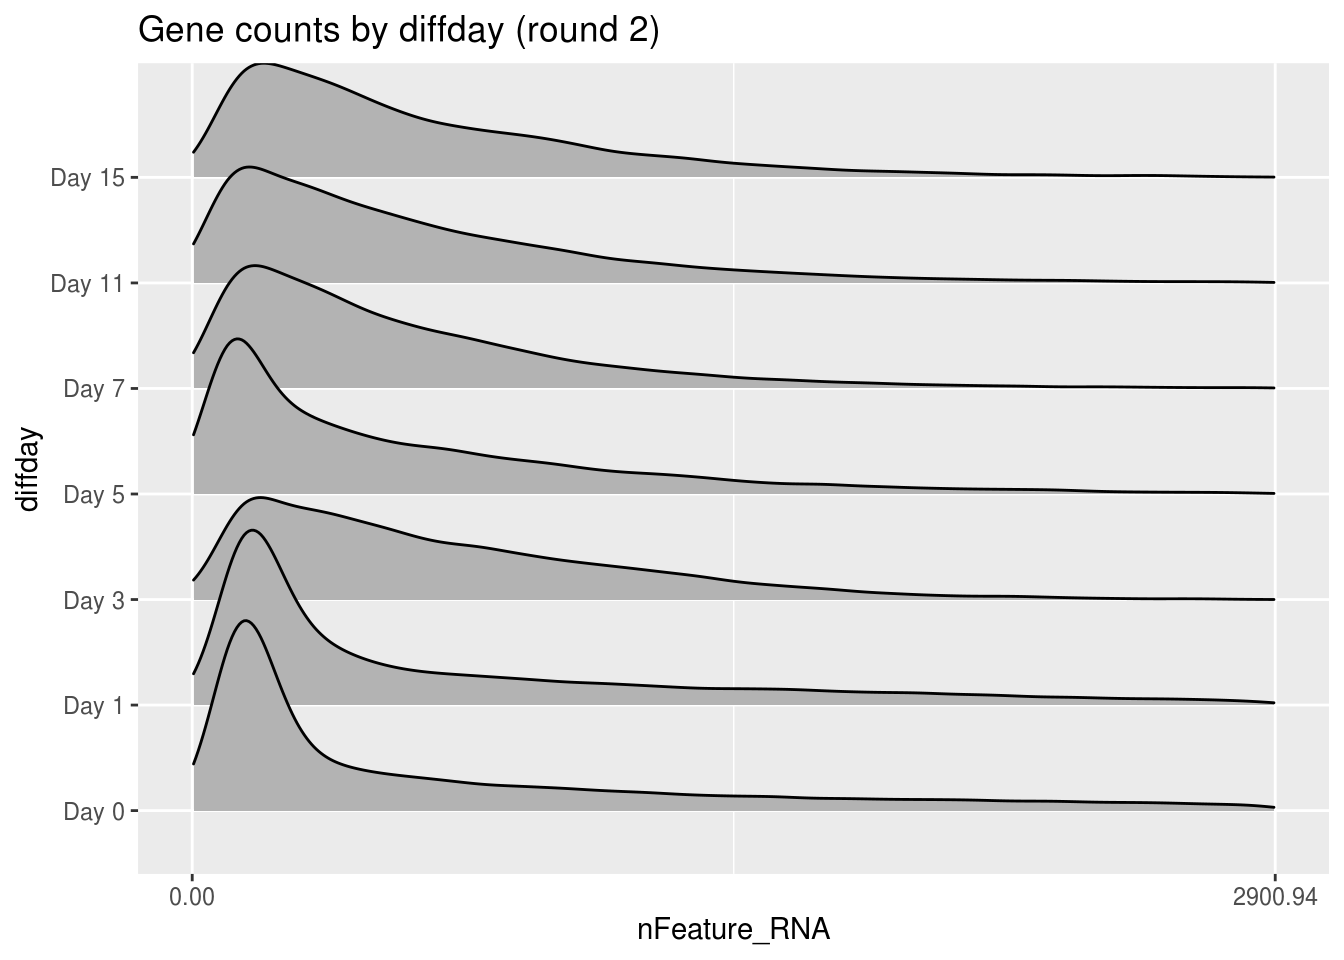 Gene counts by diffday (round 2)
Day 15
Day 11
Day 7
Day 5
Day 3
Day 1
Day 0
diffday
0.00
2900.94
nFeature_RNA